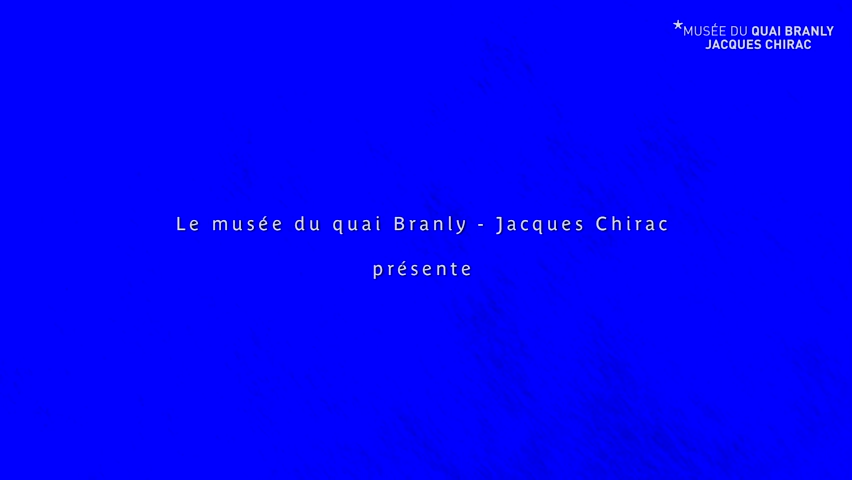 *MUSÉE DU QUAI BRANLY
JACQUES CHIRAC
Le musée du quai Branly - Jacques Chirac
présente